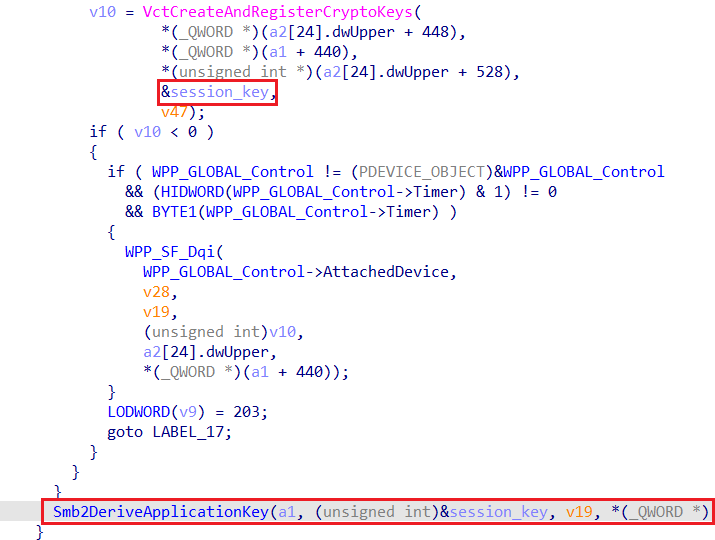 v10 = VctCreateAndRegisterCryptoKeys(
*(_QWORD *)(a2[24].dwUpper + 448),
*(_QWORD *)(a1 + 440),
*(unsigned int *)(a2[24].dwUpper + 528),
&session_key,
v47);
if ( v10 < 0 )
{
if ( WPP_GLOBAL_Control != (PDEVICE_OBJECT)&WPP_GLOBAL_Control
&& (HIDWORD(WPP_GLOBAL_Control->Timer) & 1) != 0
&& BYTE1(WPP_GLOBAL_Control->Timer) )
{
WPP_SF_Dqi(
WPP_GLOBAL_Control->AttachedDevice,
v28,
v19,
(unsigned int)v10,
a2[24].dwUpper,
*(_QWORD *)(a1 + 440));
}
LODWORD(v9) = 203;
goto LABEL_17;
}
}
}
Smb2DeriveApplicationKey(a1, (unsigned int)&session_key, v19, *(_QWORD *)
}